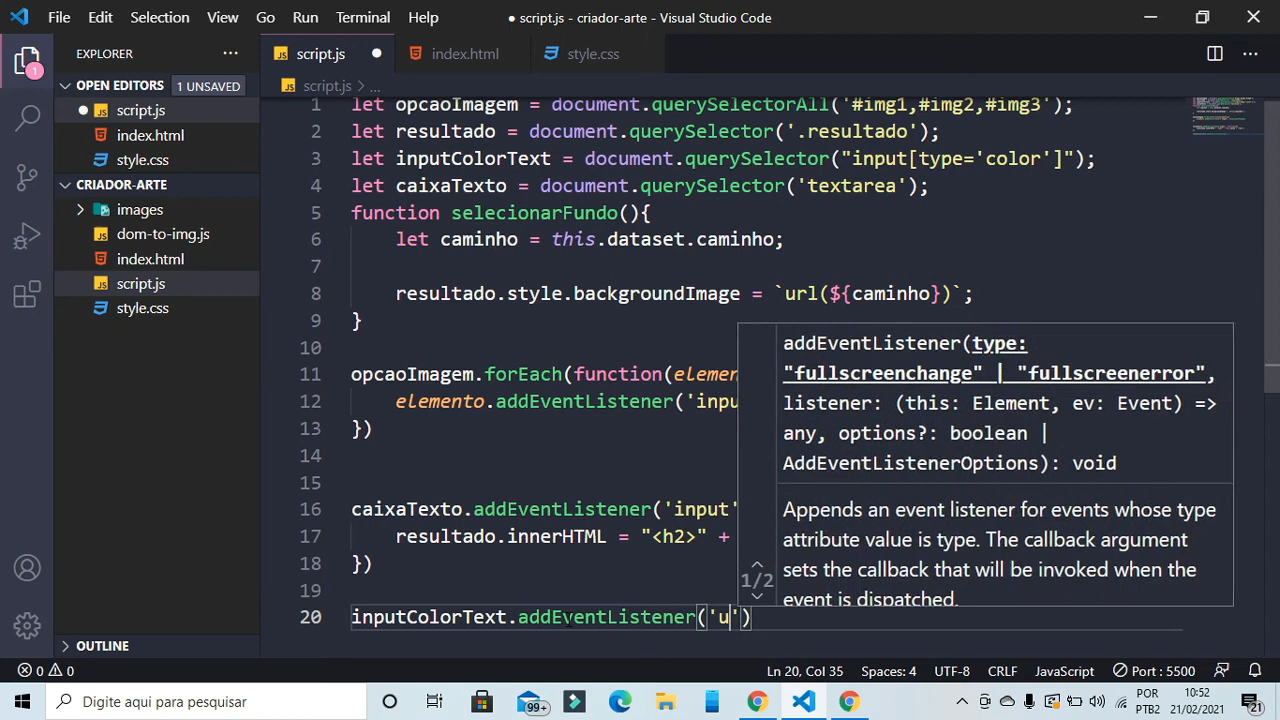 File Edit Selection View Go Run Terminal Help
● script.js - criador-arte - Visual Studio Code
EXPLORER
JS script.js
index.html
style.css
OPEN EDITORS 1 UNSAVED
JS script.js > ...
JS script.js
index.html
style.css
CRIADOR-ARTE
images
JS dom-to-img.js
index.html
JS script.js
style.css
OUTLINE
1
1 let opcaoImagem = document.querySelectorAll('#img1,#img2,#img3');
2 let resultado = document.querySelector('.resultado');
3 let inputColorText = document.querySelector("input[type='color']");
4 let caixaTexto = document.querySelector('textarea');
5 function selecionarFundo(){
6 let caminho = this.dataset.caminho;
7
8 resultado.style.backgroundImage = `url(${caminho})`;
9 }
10
11 opcaoImagem.forEach(function(elemen
12 elemento.addEventListener('inpu
13 })
14
15
16 caixaTexto.addEventListener('input'
17 resultado.innerHTML = "<h2>" +
18 })
19
20 inputColorText.addEventListener('u')
addEventListener(type:
"fullscreenchange" | "fullscreenerror",
listener: (this: Element, ev: Event) =>
any, options?: boolean |
AddEventListenerOptions): void
1/2
Appends an event listener for events whose type
attribute value is type. The callback argument
sets the callback that will be invoked when the
event is dispatched.
0 0
Ln 20, Col 35 Spaces: 4 UTF-8 CRLF JavaScript Port : 5500
Digite aqui para pesquisar
99+
POR
PTB2
10:52
21/02/2021
21